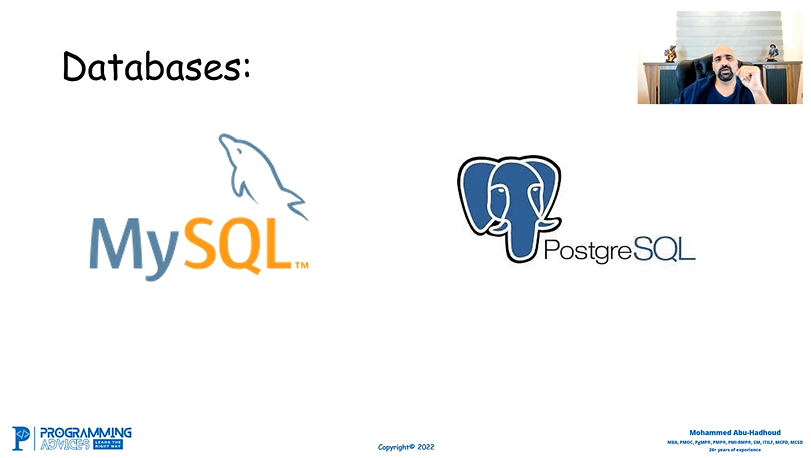 Databases:
MySQL™
PostgreSQL
PROGRAMMING
ADVICES LEARN THE RIGHT WAY
Copyright© 2022
Mohammed Abu-Hadhoud
MBA, PMOC, PgMP®, PMP®, PMI-RMP®, CM, ITILF, MCPD, MCSD
26+ years of experience